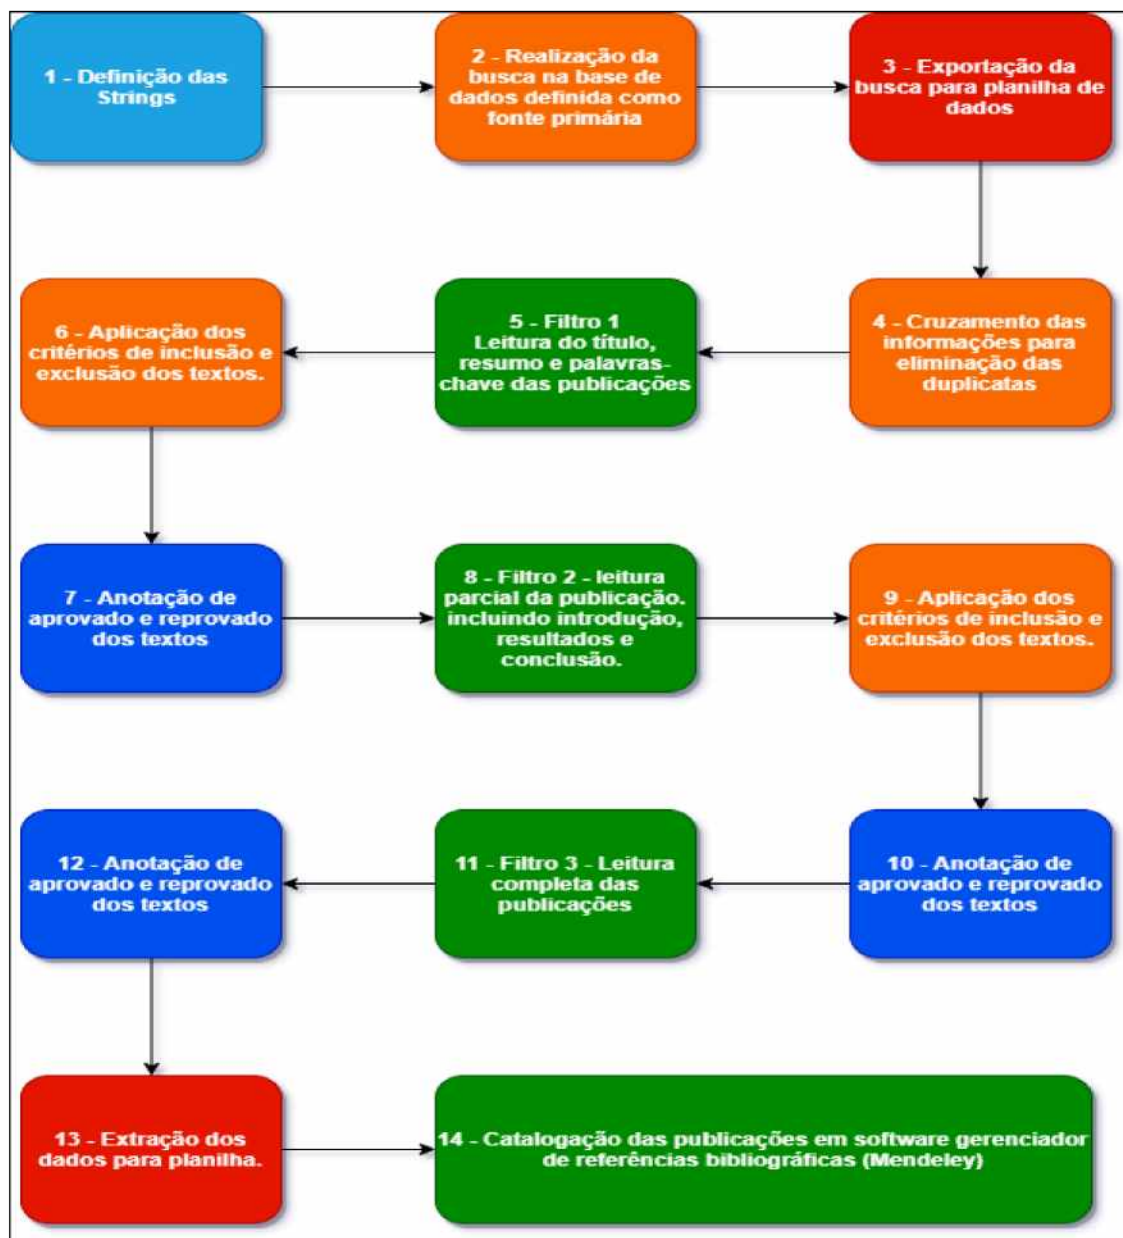 1 - Definição das
Strings
2 - Realização da
busca na base de
dados definida como
fonte primária
3 - Exportação da
busca para planilha de
dados
4 - Cruzamento das
informações para
eliminação das
duplicatas
5 - Filtro 1
Leitura do título,
resumo e palavras-
chave das publicações
6 - Aplicação dos
critérios de inclusão e
exclusão dos textos.
7 - Anotação de
aprovado e reprovado
dos textos
8 - Filtro 2 - leitura
parcial da publicação.
incluindo introdução,
resultados e
conclusão.
9 - Aplicação dos
critérios de inclusão e
exclusão dos textos.
10 - Anotação de
aprovado e reprovado
dos textos
11 - Filtro 3 - Leitura
completa das
publicações
12 - Anotação de
aprovado e reprovado
dos textos
13 - Extração dos
dados para planilha.
14 - Catalogação das publicações em software gerenciador
de referências bibliográficas (Mendeley)